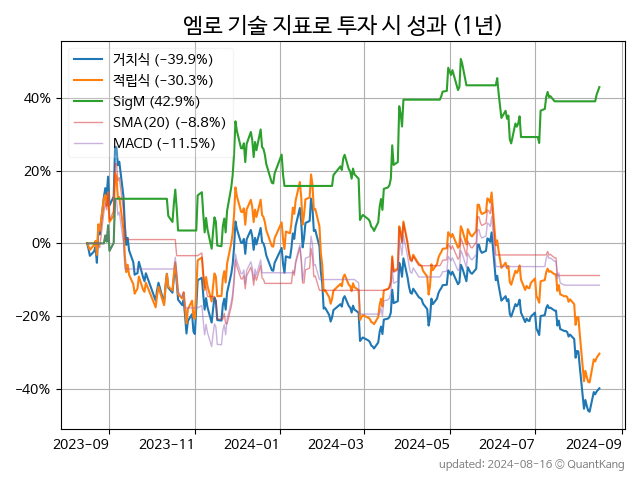 엠로 기술 지표로 투자 시 성과 (1년)
거치식 (−39.9%)
적립식 (−30.3%)
SigM (42.9%)
SMA(20) (−8.8%)
MACD (−11.5%)
40%
20%
0%
−20%
−40%
2023-09 2023-11 2024-01 2024-03 2024-05 2024-07 2024-09
updated: 2024-08-16 © QuantKang